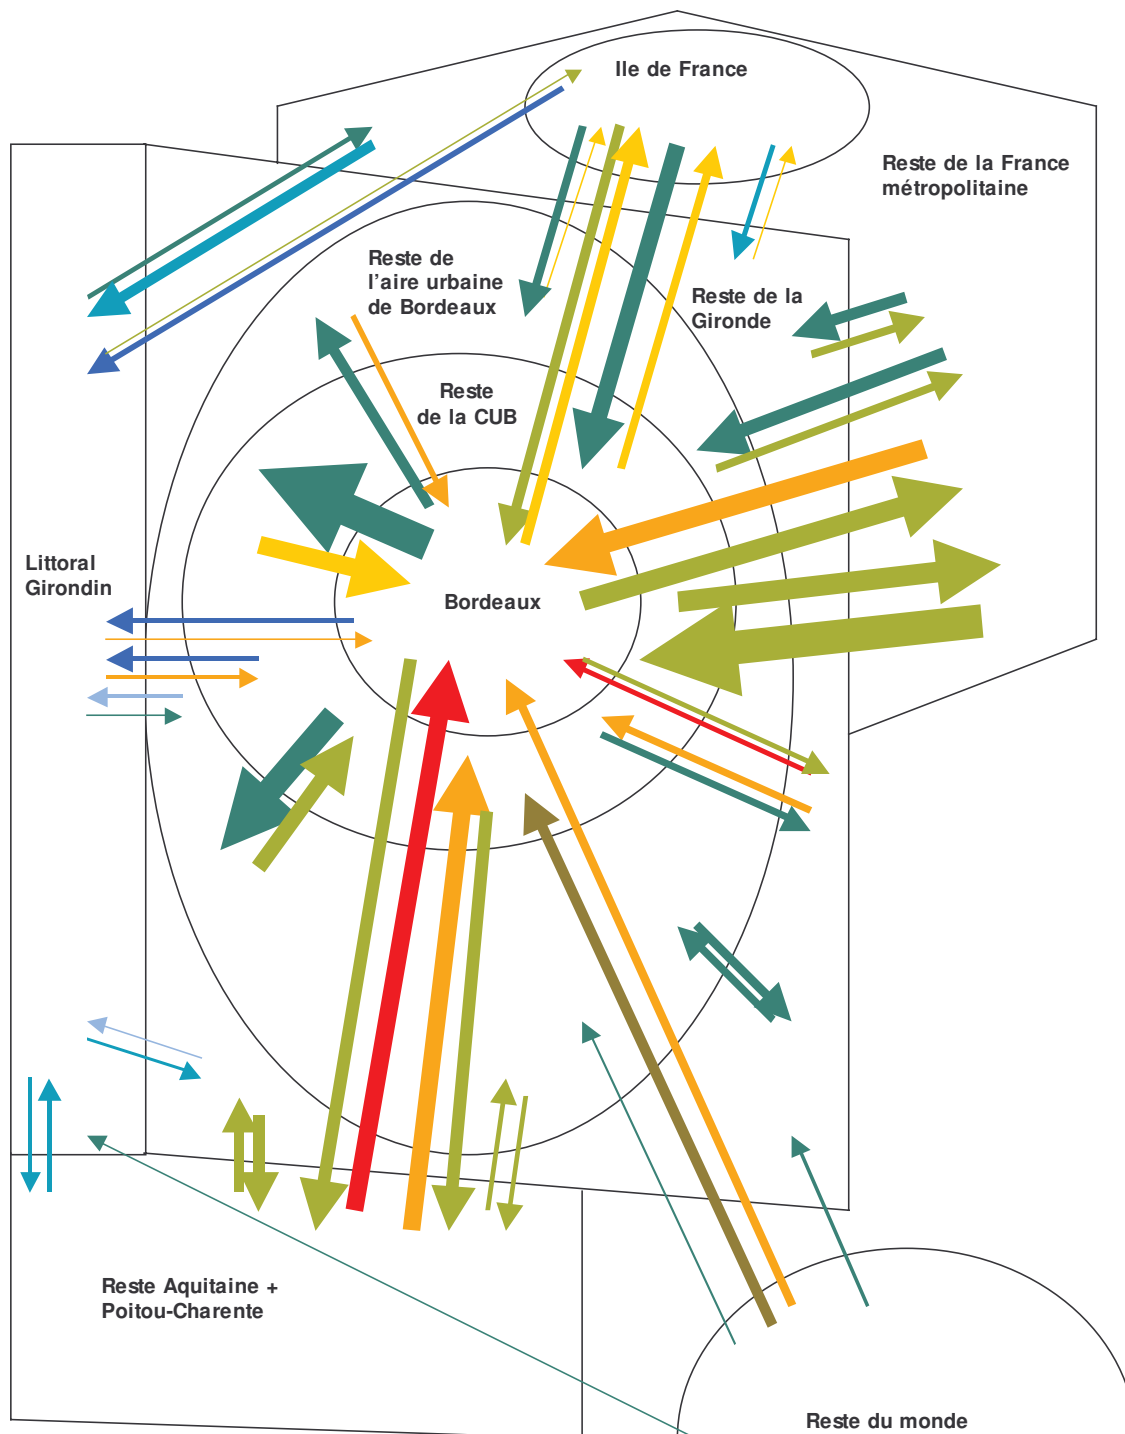 Ile de France
Reste de la France
métropolitaine
Reste de
l’aire urbaine
de Bordeaux
Reste de la
Gironde
Reste
de la CUB
Littoral
Girondin
Bordeaux
Reste Aquitaine +
Poitou-Charente
Reste du monde